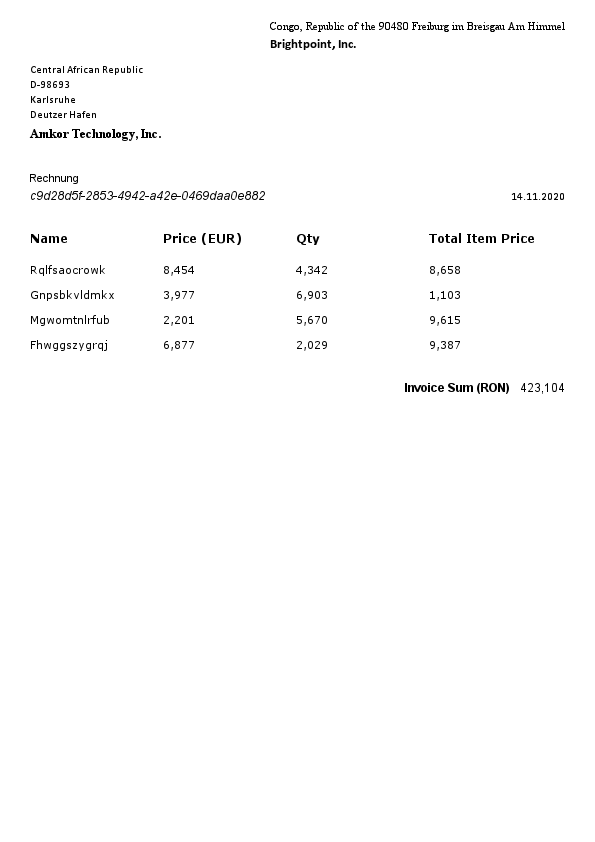 Congo, Republic of the 90480 Freiburg im Breisgau Am Himmel
Brightpoint, Inc.
Central African Republic
D-98693
Karlsruhe
Deutzer Hafen
Amkor Technology, Inc.
Rechnung
c9d28d5f-2853-4942-a42e-0469daa0e882 14.11.2020
Name Price (EUR) Qty Total Item Price
Rqlfsaocrowk 8,454 4,342 8,658
Gnpsbkvldmkx 3,977 6,903 1,103
Mgwomtnlrfub 2,201 5,670 9,615
Fhwggszygrqj 6,877 2,029 9,387
Invoice Sum (RON) 423,104